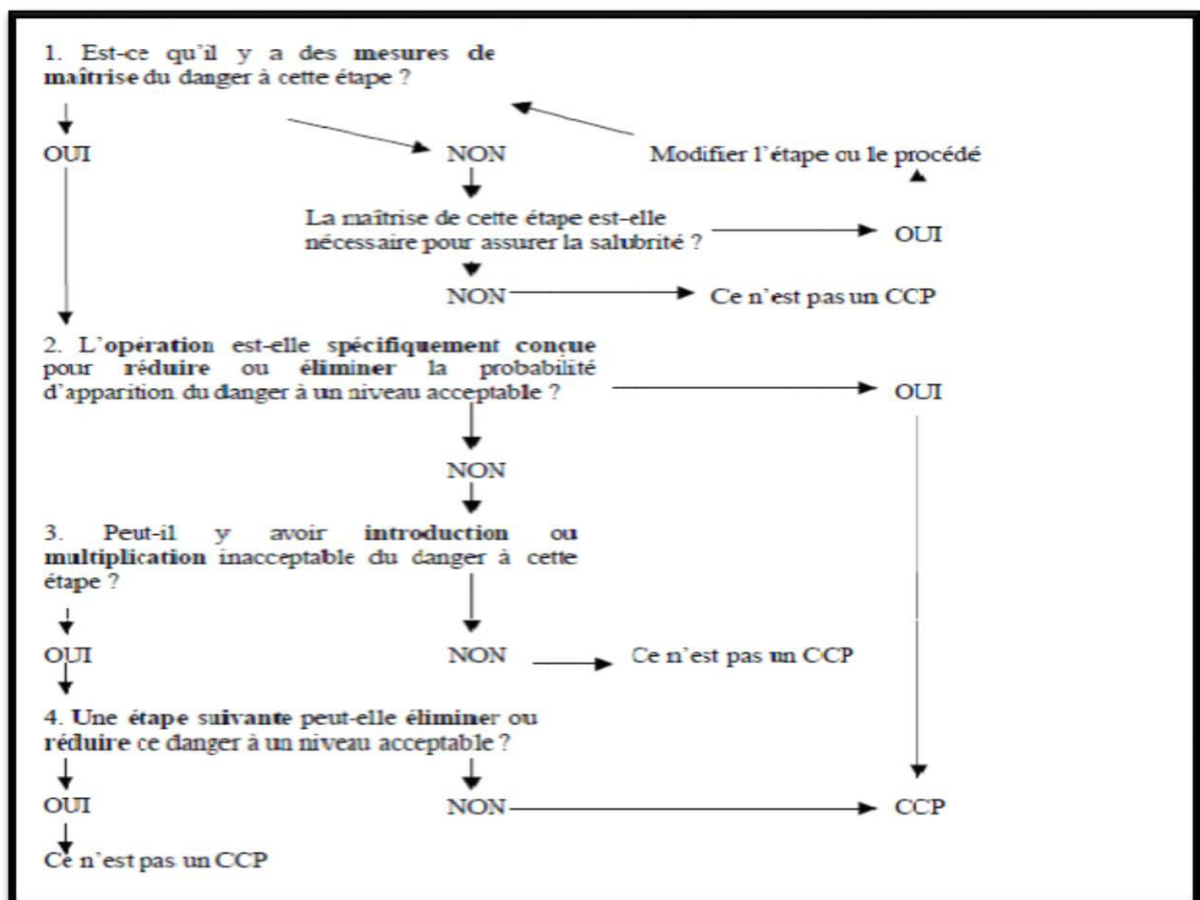 1. Est-ce qu'il y a des mesures de
maîtrise du danger à cette étape ?
OUI
NON
Modifier l'étape ou le procédé
La maîtrise de cette étape est-elle
nécessaire pour assurer la salubrité ?
OUI
NON
Ce n'est pas un CCP
2. L'opération est-elle spécifiquement conçue
pour réduire ou éliminer la probabilité
d'apparition du danger à un niveau acceptable ?
OUI
NON
3. Peut-il y avoir introduction ou
multiplication inacceptable du danger à cette
étape ?
OUI
NON
Ce n'est pas un CCP
4. Une étape suivante peut-elle éliminer ou
réduire ce danger à un niveau acceptable ?
OUI
NON
CCP
Ce n'est pas un CCP